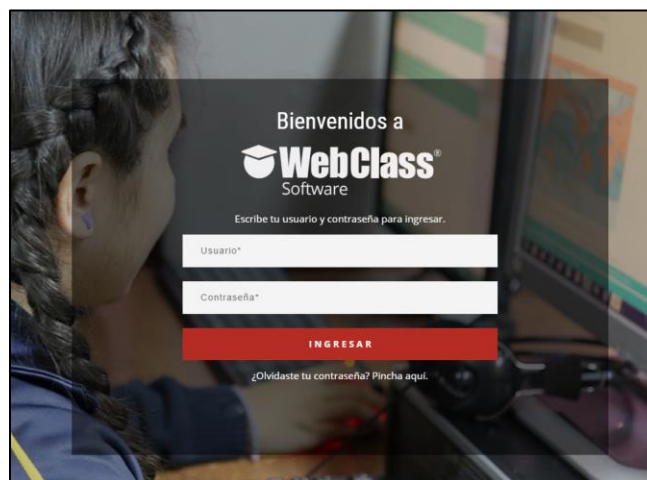 Bienvenidos a
WebClass®
Software
Escribe tu usuario y contraseña para ingresar.
Usuario*
Contraseña*
INGRESAR
¿Olvidaste tu contraseña? Pincha aquí.